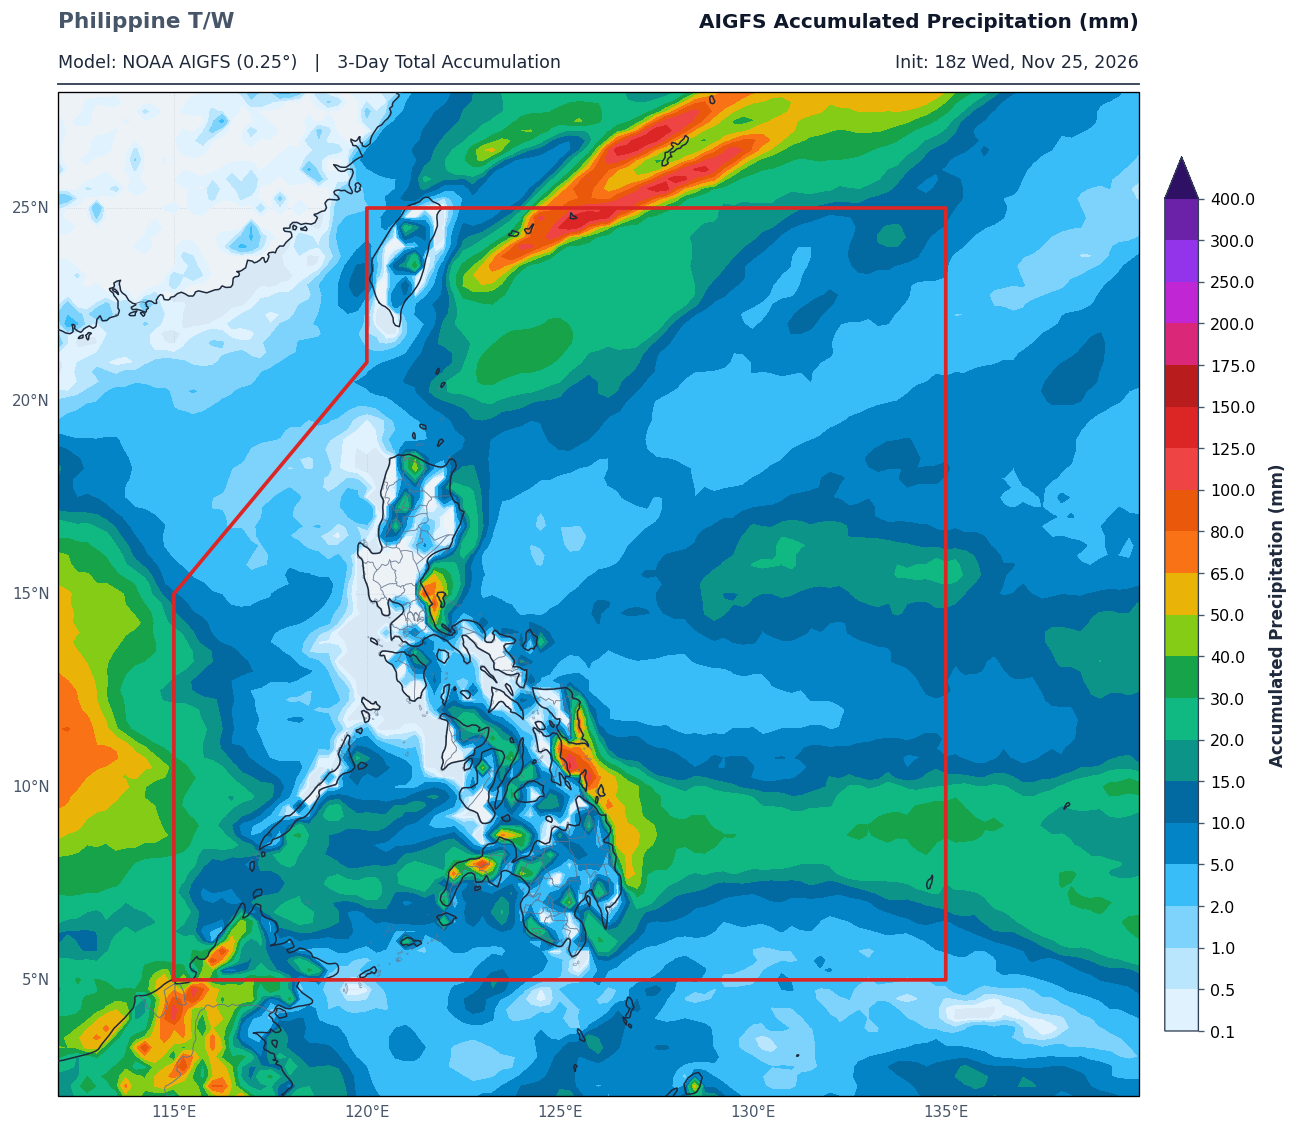 Philippine T/W
AIGFS Accumulated Precipitation (mm)
Model: NOAA AIGFS (0.25°)   |   3-Day Total Accumulation
Init: 18z Wed, Nov 25, 2026
25°N
20°N
15°N
10°N
5°N
115°E
120°E
125°E
130°E
135°E
400.0
300.0
250.0
200.0
175.0
150.0
125.0
100.0
80.0
65.0
50.0
40.0
30.0
20.0
15.0
10.0
5.0
2.0
1.0
0.5
0.1
Accumulated Precipitation (mm)